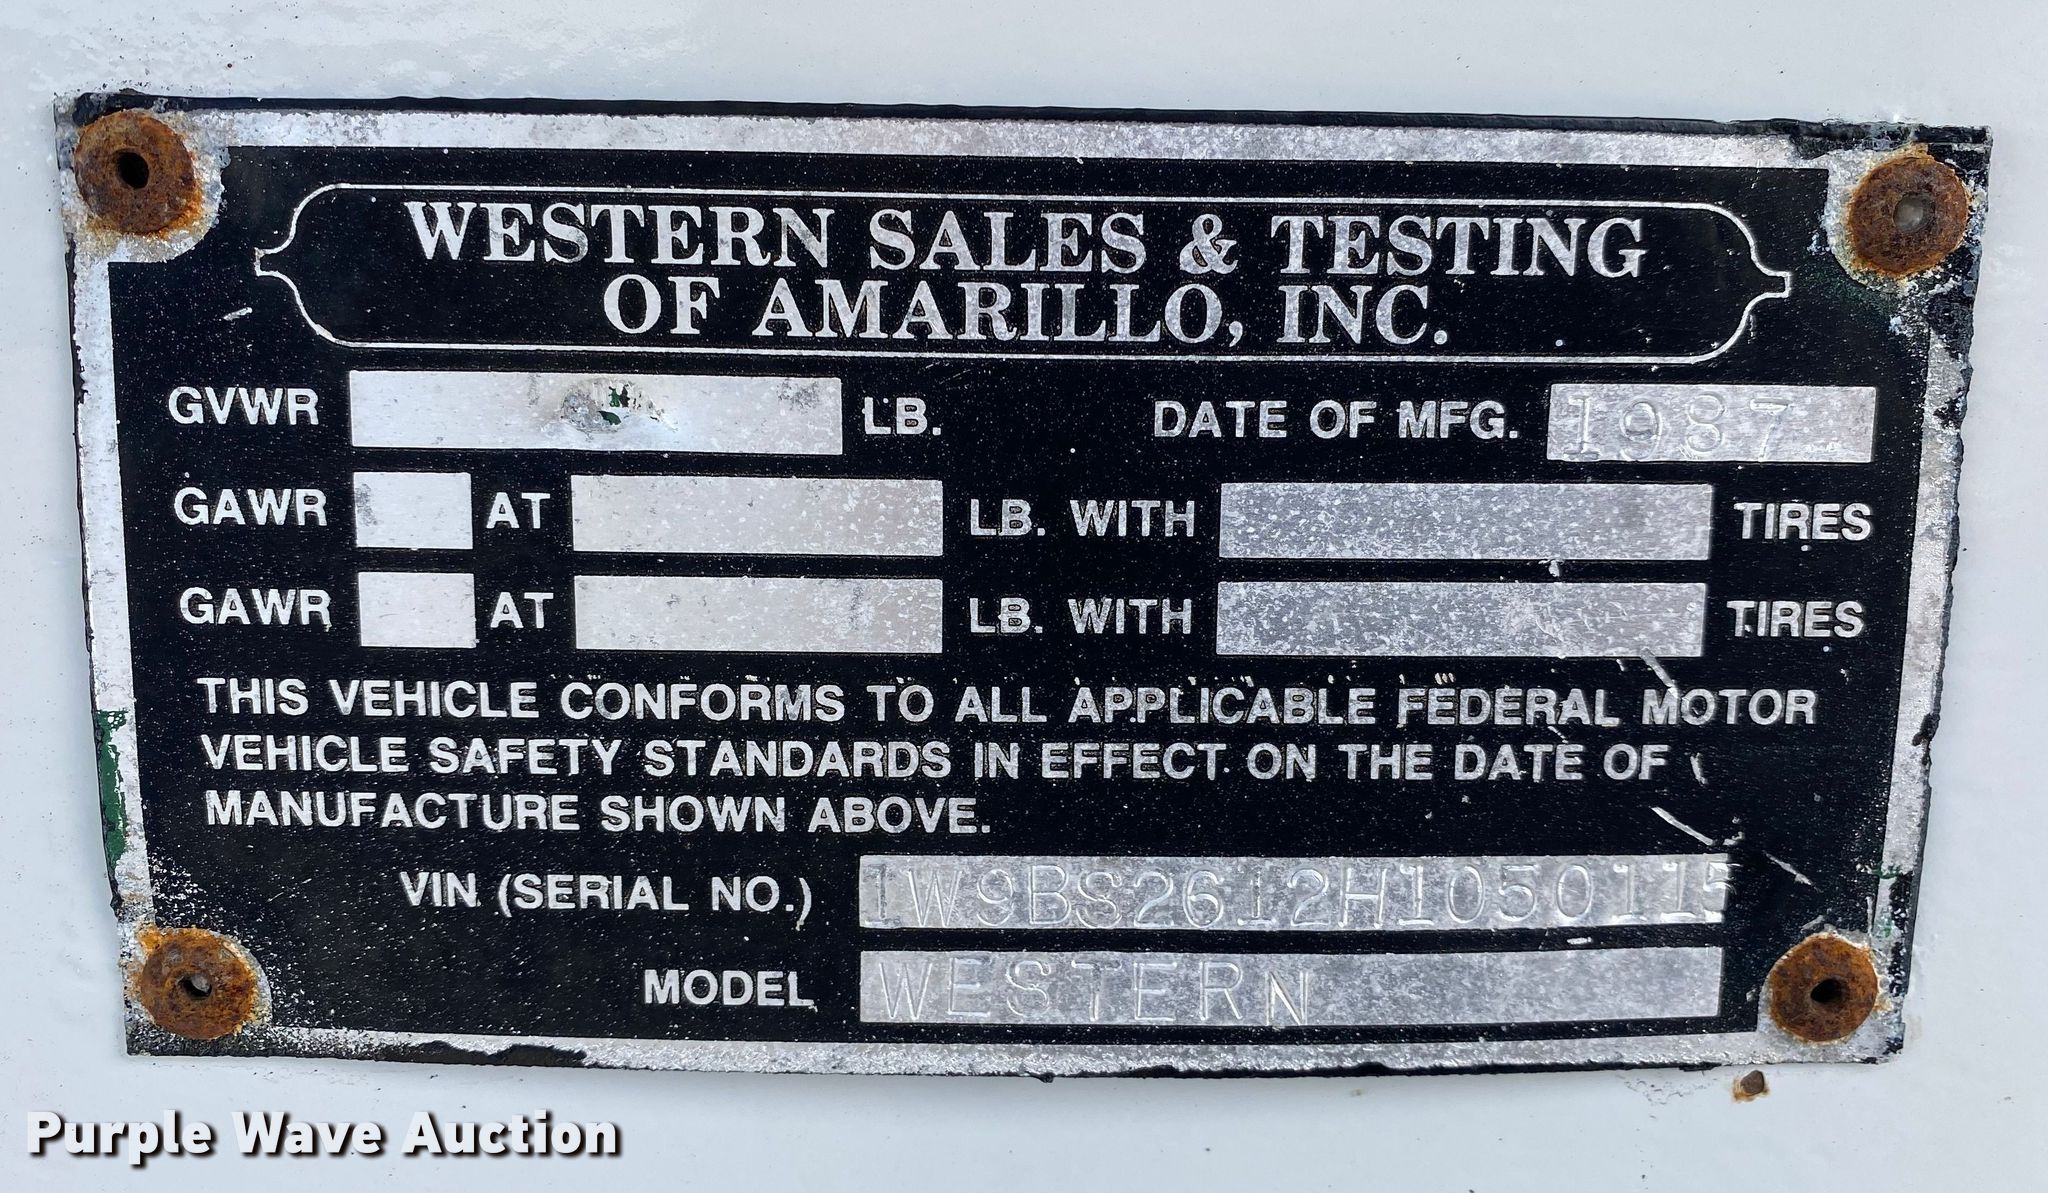 WESTERN SALES & TESTING
OF AMARILLO, INC.
GVWR LB. DATE OF MFG. 1987
GAWR AT LB. WITH TIRES
GAWR AT LB. WITH TIRES
THIS VEHICLE CONFORMS TO ALL APPLICABLE FEDERAL MOTOR
VEHICLE SAFETY STANDARDS IN EFFECT ON THE DATE OF
MANUFACTURE SHOWN ABOVE.
VIN (SERIAL NO.) 1W9BS2612H1050115
MODEL WESTERN
Purple Wave Auction